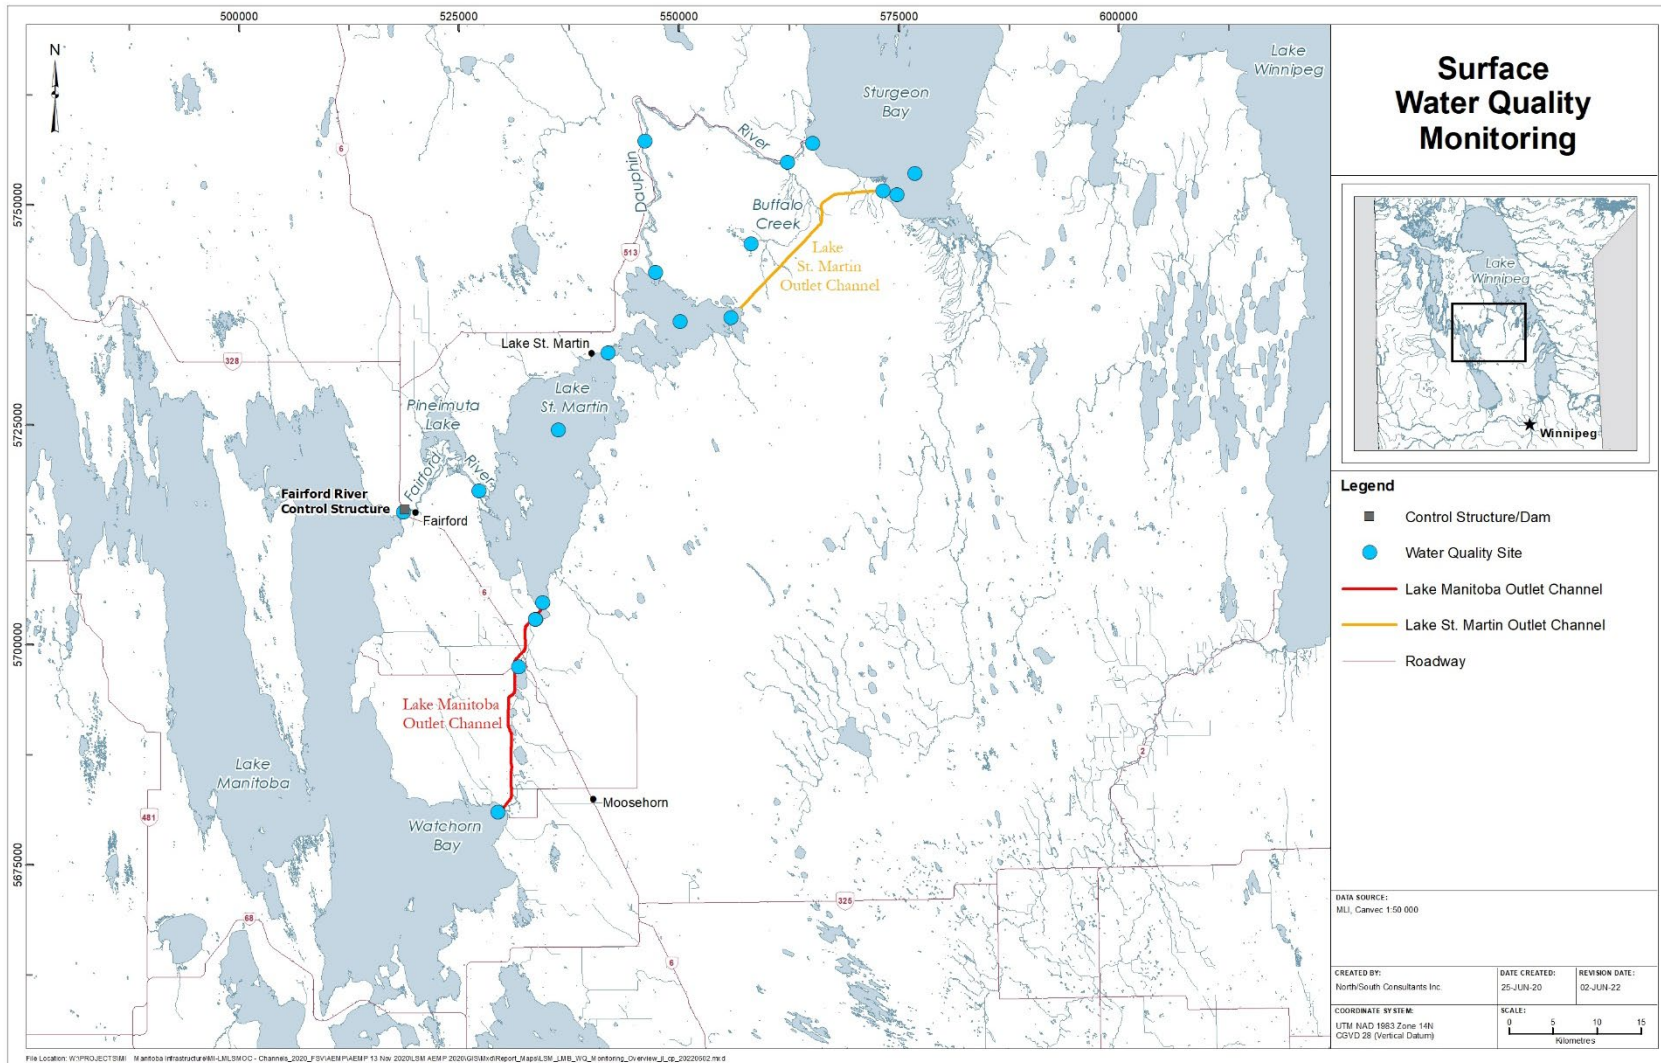 500000
525000
550000
575000
600000
N
Lake
Winnipeg
Sturgeon
Bay
6
River
Dauphin
5750000
Buffalo
Creek
513
Lake
St. Martin
Outlet Channel
Lake St. Martin
328
Lake
St. Martin
Pineimuta
Lake
5725000
Fairford
River
Fairford River
Control Structure
Fairford
6
5700000
Lake Manitoba
Outlet Channel
2
Lake
Manitoba
Moosehorn
481
Watchorn
Bay
5675000
325
68
6
Surface
Water Quality
Monitoring
Lake
Winnipeg
Winnipeg
Legend
Control Structure/Dam
Water Quality Site
Lake Manitoba Outlet Channel
Lake St. Martin Outlet Channel
Roadway
DATA SOURCE:
MLI, Canvec 1:50 000
CREATED BY:
North/South Consultants Inc.
DATE CREATED:
25-JUN-20
REVISION DATE:
02-JUN-22
COORDINATE SYSTEM:
UTM NAD 1983 Zone 14N
CGVD 28 (Vertical Datum)
SCALE:
0 5 10 15
Kilometres